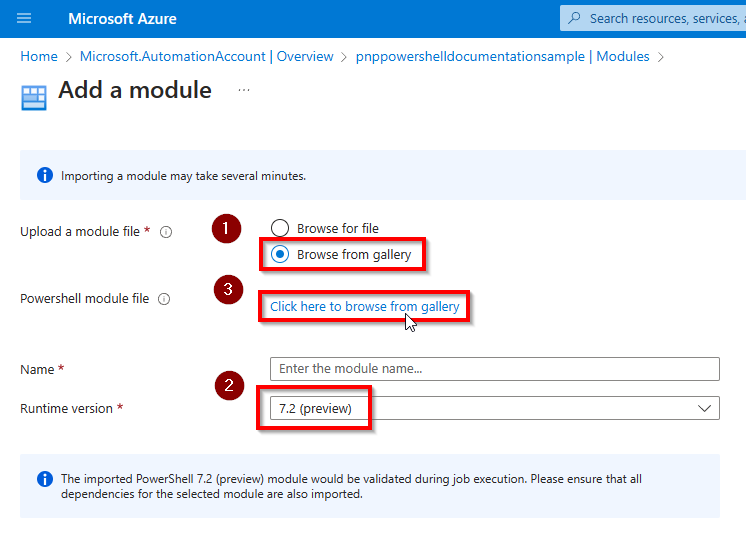 Microsoft Azure
Search resources, services, a
Home > Microsoft.AutomationAccount | Overview > pnppowershelldocumentationsample | Modules >
Add a module ...
Importing a module may take several minutes.
Upload a module file *
1
Browse for file
Browse from gallery
3
Powershell module file
Click here to browse from gallery
Name *
Enter the module name...
2
Runtime version *
7.2 (preview)
The imported PowerShell 7.2 (preview) module would be validated during job execution. Please ensure that all
dependencies for the selected module are also imported.